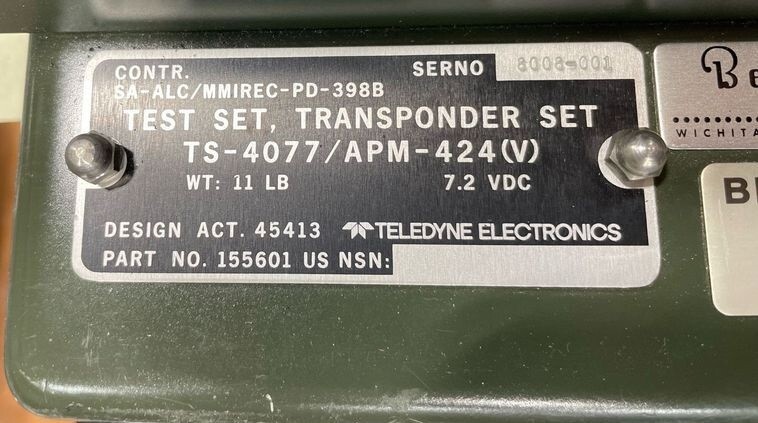 CONTR.
SERNO 8008-001
SA-ALC/MMIREC-PD-398B
TEST SET, TRANSPONDER SET
TS-4077/APM-424(V)
WT: 11 LB 7.2 VDC
DESIGN ACT. 45413 TELEDYNE ELECTRONICS
PART NO. 155601 US NSN:
WICHITA